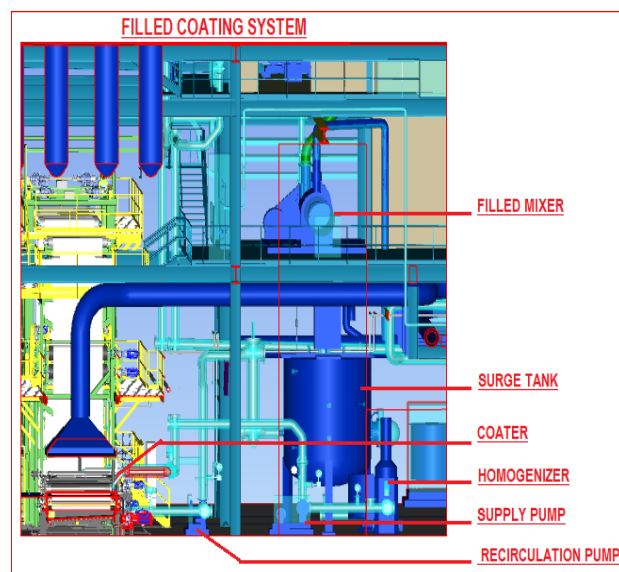 FILLED COATING SYSTEM
FILLED MIXER
SURGE TANK
COATER
HOMOGENIZER
SUPPLY PUMP
RECIRCULATION PUMP